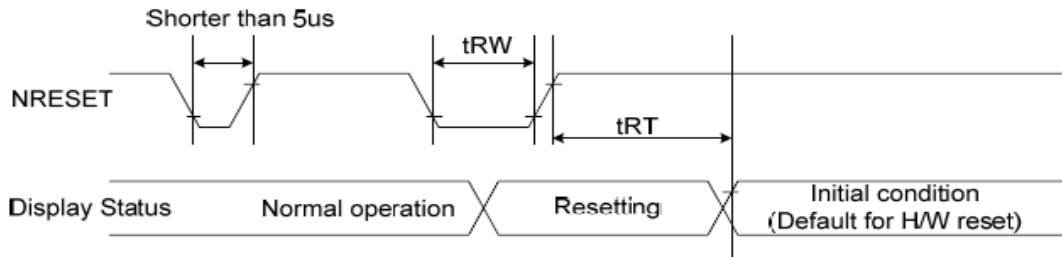 Shorter than 5us
tRW
NRESET
tRT
Display Status
Normal operation
Resetting
Initial condition
(Default for H/W reset)